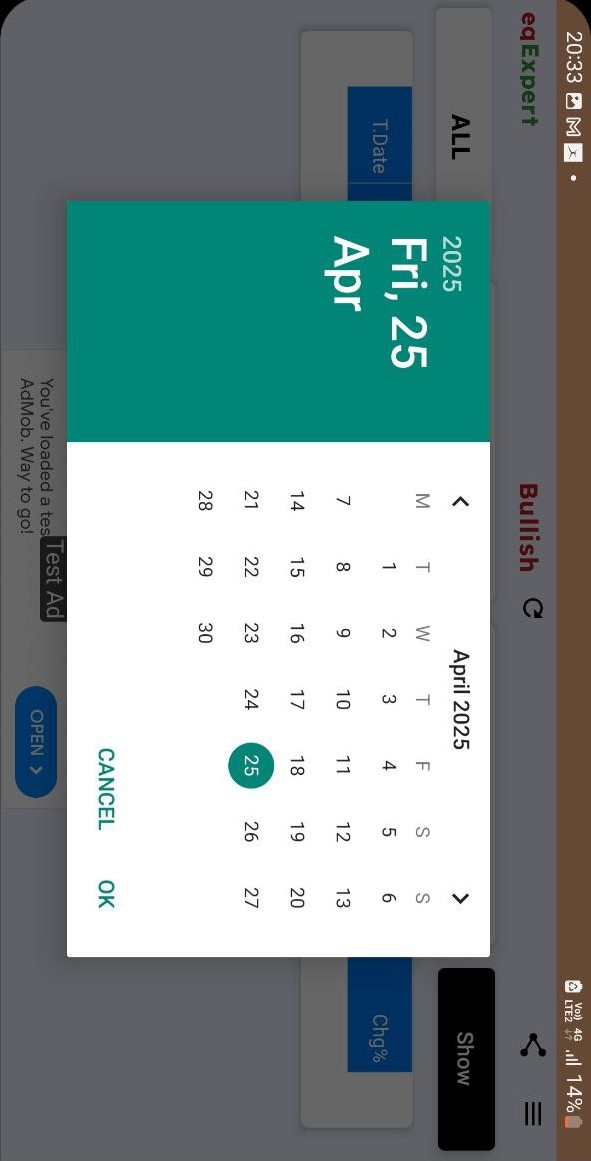 20:33
Vo)) 4G
LTE2
14%
eqExpert
Bullish
ALL
Show
T.Date
Chg%
2025
Fri, 25
Apr
April 2025
M T W T F S S
1 2 3 4 5 6
7 8 9 10 11 12 13
14 15 16 17 18 19 20
21 22 23 24 25 26 27
28 29 30
CANCEL OK
Test Ad
You've loaded a tes
AdMob. Way to go!
OPEN